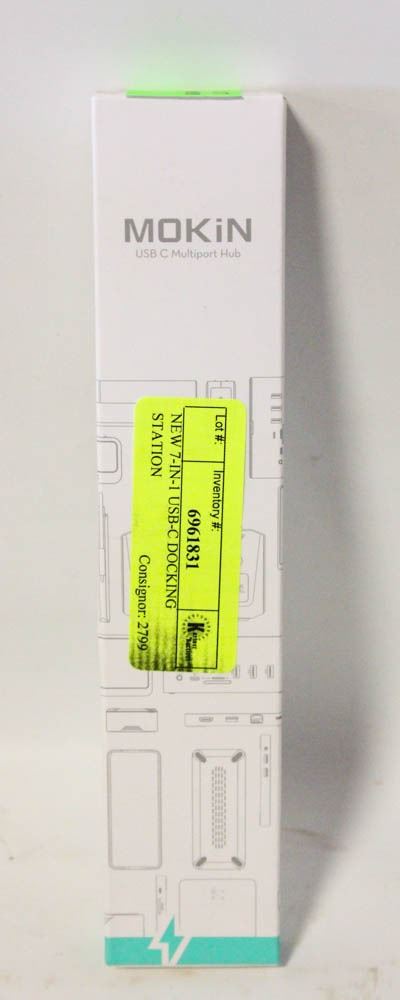 MOKiN
USB C Multiport Hub
Lot #:
Inventory #:
6961831
NEW 7-IN-1 USB-C DOCKING
STATION
Consignor: 2799